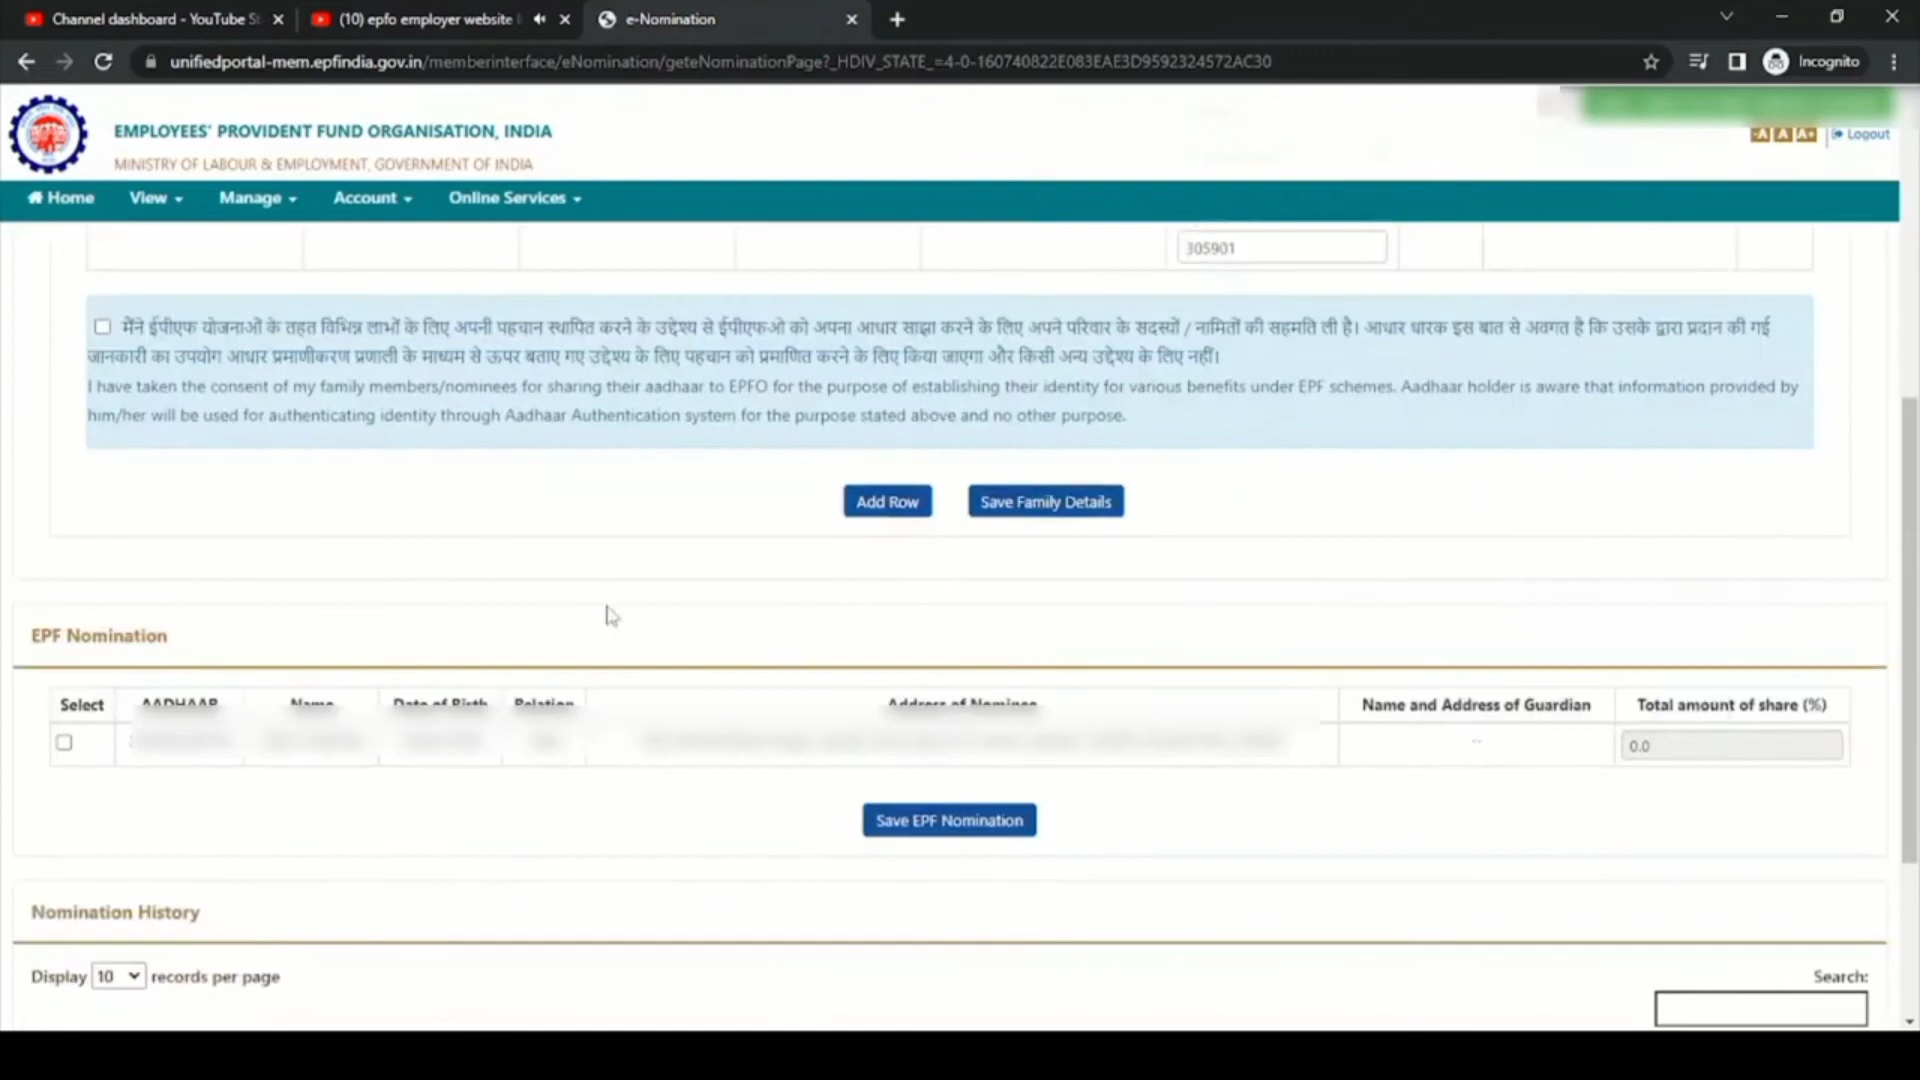 Channel dashboard - YouTube S
(10) epfo employer website
e-Nomination
unifiedportal-mem.epfindia.gov.in/memberinterface/eNomination/geteNominationPage?_HDIV_STATE_=4-0-160740822E083EAE3D9592324572AC30
Incognito
EMPLOYEES' PROVIDENT FUND ORGANISATION, INDIA
MINISTRY OF LABOUR & EMPLOYMENT, GOVERNMENT OF INDIA
-A A A+ Logout
Home View Manage Account Online Services
305901
मैंने ईपीएफ योजनाओं के तहत विभिन्न लाभों के लिए अपनी पहचान स्थापित करने के उद्देश्य से ईपीएफओ को अपना आधार साझा करने के लिए अपने परिवार के सदस्यों / नामितों की सहमति ली है। आधार धारक इस बात से अवगत है कि उसके द्वारा प्रदान की गई
जानकारी का उपयोग आधार प्रमाणीकरण प्रणाली के माध्यम से ऊपर बताए गए उद्देश्य के लिए पहचान को प्रमाणित करने के लिए किया जाएगा और किसी अन्य उद्देश्य के लिए नहीं।
I have taken the consent of my family members/nominees for sharing their aadhaar to EPFO for the purpose of establishing their identity for various benefits under EPF schemes. Aadhaar holder is aware that information provided by
him/her will be used for authenticating identity through Aadhaar Authentication system for the purpose stated above and no other purpose.
Add Row Save Family Details
EPF Nomination
Select AADHAAR Name Date of Birth Relation Address of Nominee Name and Address of Guardian Total amount of share (%)
-- 0.0
Save EPF Nomination
Nomination History
Display 10 records per page
Search: